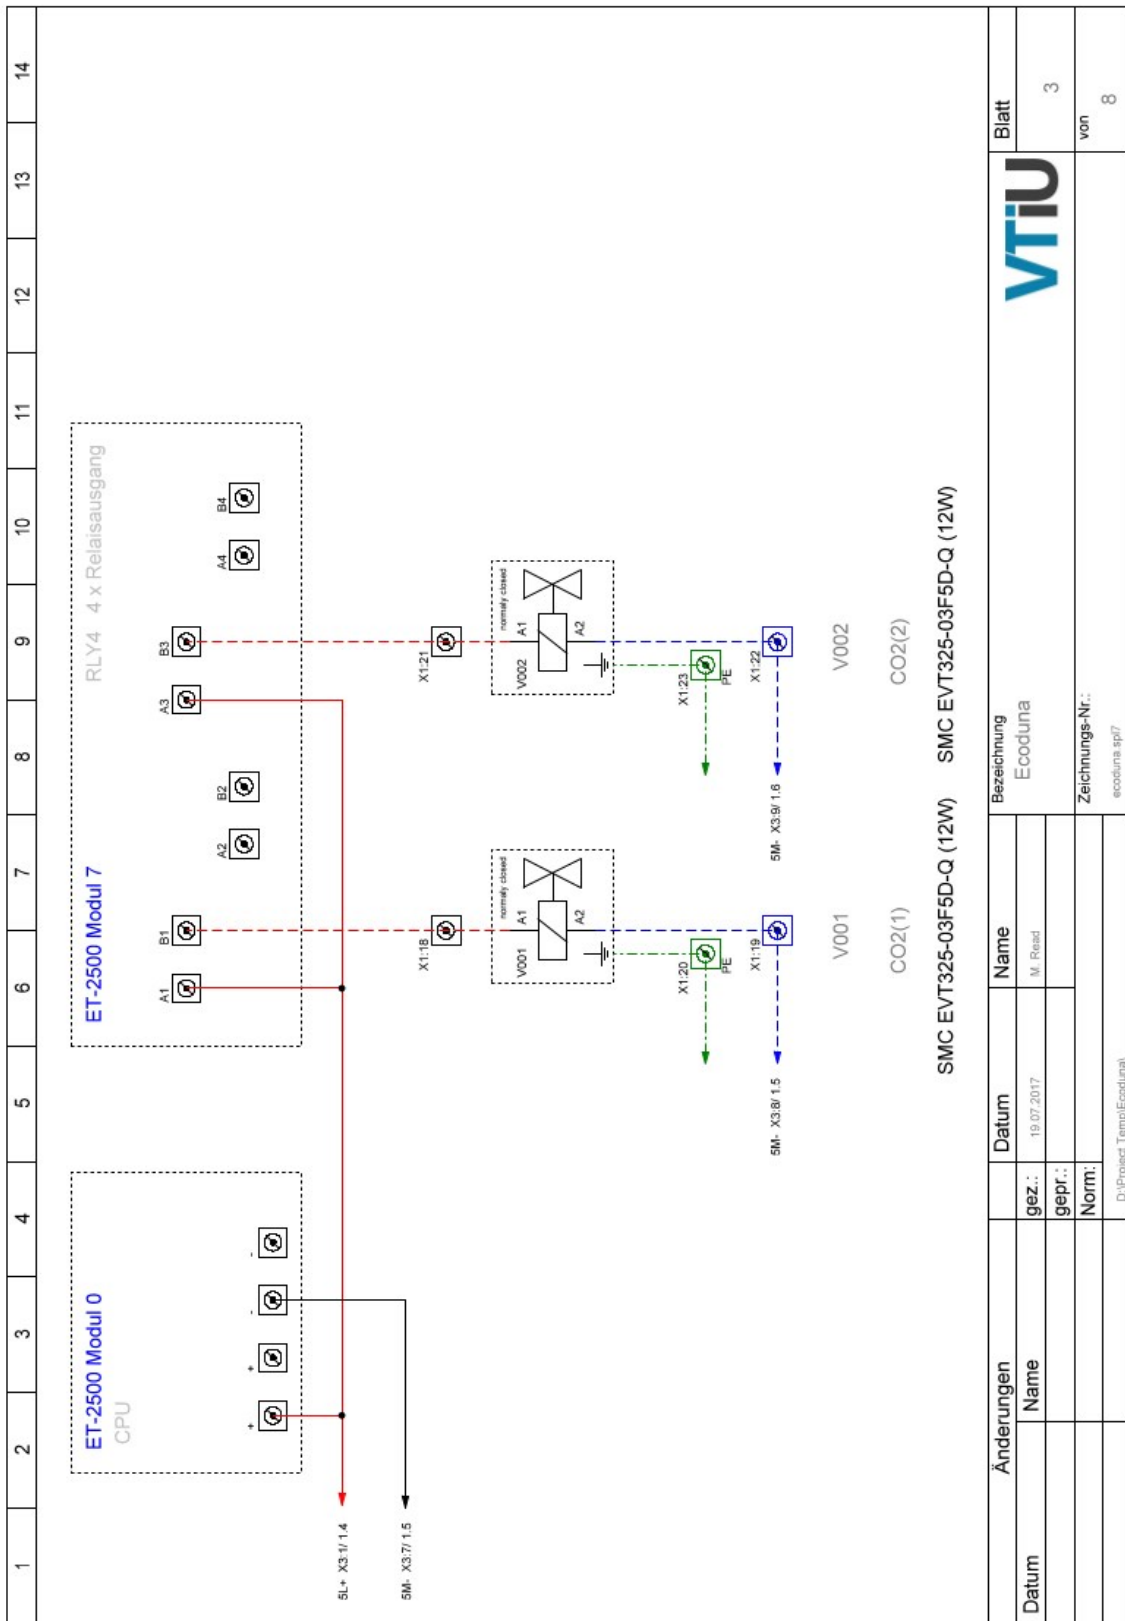 1 2 3 4 5 6 7 8 9 10 11 12 13 14
ET-2500 Modul 0
CPU
+ + - -
ET-2500 Modul 7
RLY4 4 x Relaisausgang
A1 B1 A3 B3
A2 B2 A4 B4
5L+ X3:1/ 1.4
5M- X3:7/ 1.5
X1:18
X1:21
normaly closed
V001 A1
A2
normaly closed
V002 A1
A2
X1:20
PE
X1:23
PE
X1:19
X1:22
5M- X3:8/ 1.5
5M- X3:9/ 1.6
V001
V002
CO2(1)
CO2(2)
SMC EVT325-03F5D-Q (12W)
SMC EVT325-03F5D-Q (12W)
Änderungen
Datum
Name
Datum
Name
gez.:
19.07.2017
M. Read
gepr.:
Norm:
D:\Project Temp\Ecoduna\
Bezeichnung
Ecoduna
Zeichnungs-Nr.:
ecoduna.spl7
VTiU
Blatt
3
von
8